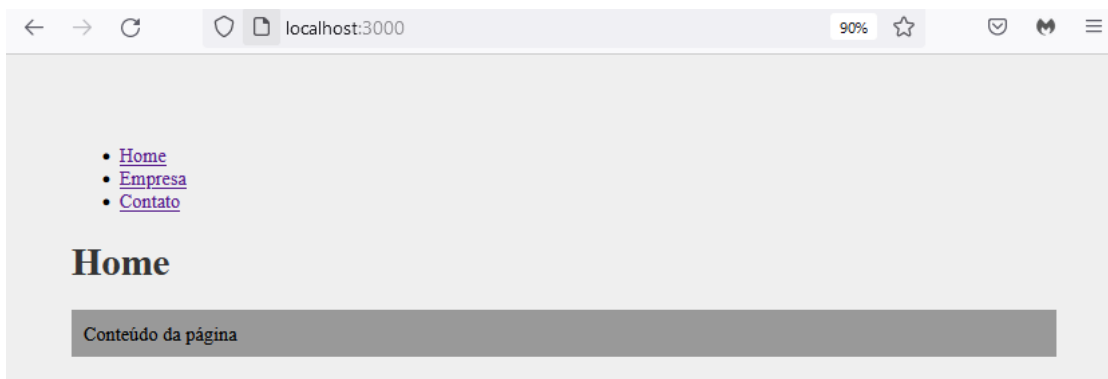 localhost:3000
90%
Home
Empresa
Contato
Home
Conteúdo da página